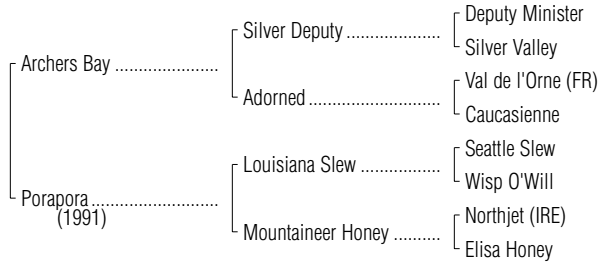 Deputy Minister
Silver Deputy ....................
Silver Valley
Archers Bay ......................
Val de l'Orne (FR)
Adorned ............................
Caucasienne
Seattle Slew
Louisiana Slew .................
Wisp O'Will
Porapora ...........................
(1991)
Northjet (IRE)
Mountaineer Honey ..........
Elisa Honey